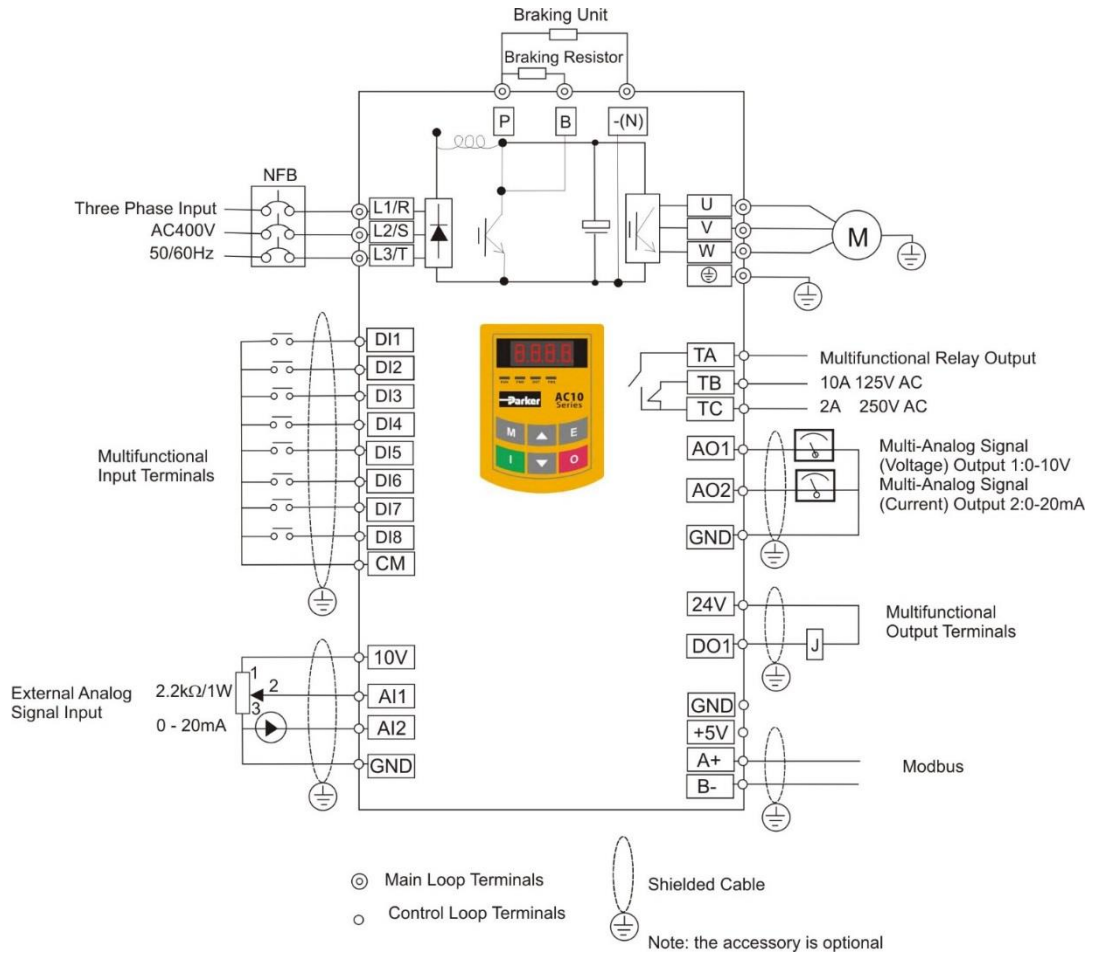 Braking Unit
Braking Resistor
P
B
-(N)
NFB
Three Phase Input
AC400V
50/60Hz
L1/R
L2/S
L3/T
U
V
W
M
DI1
DI2
DI3
DI4
DI5
DI6
DI7
DI8
CM
Multifunctional
Input Terminals
8888
Parker
AC10
Series
M
E
I
O
TA
TB
TC
Multifunctional Relay Output
10A 125V AC
2A 250V AC
AO1
AO2
GND
Multi-Analog Signal
(Voltage) Output 1:0-10V
Multi-Analog Signal
(Current) Output 2:0-20mA
24V
DO1
J
Multifunctional
Output Terminals
External Analog
Signal Input
2.2kΩ/1W
0 - 20mA
1
2
3
10V
AI1
AI2
GND
GND
+5V
A+
B-
Modbus
Main Loop Terminals
Control Loop Terminals
Shielded Cable
Note: the accessory is optional